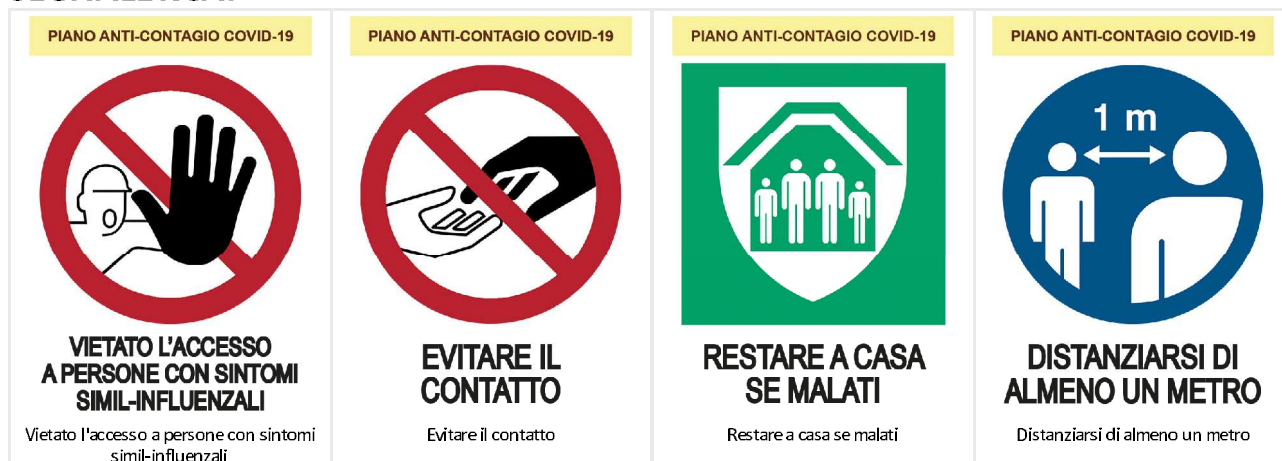 PIANO ANTI-CONTAGIO COVID-19
VIETATO L'ACCESSO
A PERSONE CON SINTOMI
SIMIL-INFLUENZALI
Vietato l'accesso a persone con sintomi
simil-influenzali
PIANO ANTI-CONTAGIO COVID-19
EVITARE IL
CONTATTO
Evitare il contatto
PIANO ANTI-CONTAGIO COVID-19
RESTARE A CASA
SE MALATI
Restare a casa se malati
PIANO ANTI-CONTAGIO COVID-19
1 m
DISTANZIARSI DI
ALMENO UN METRO
Distanziarsi di almeno un metro